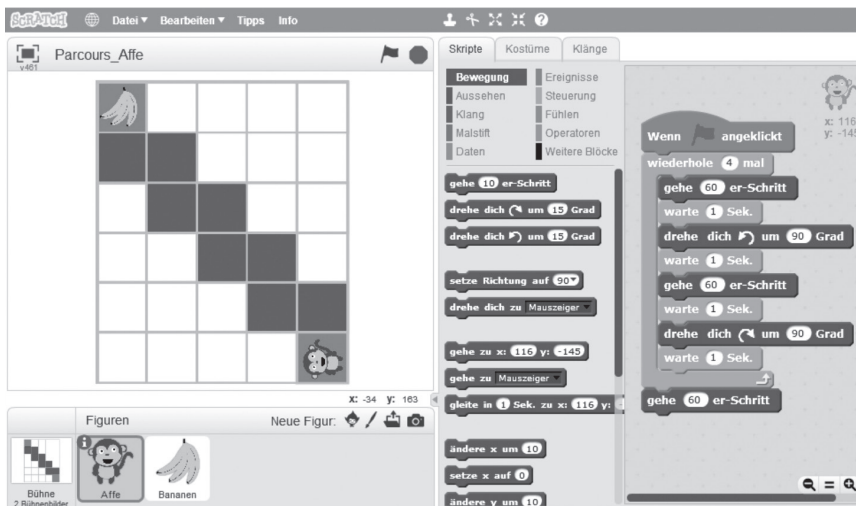 SCRATCH Datei Bearbeiten Tipps Info
v461 Parcours_Affe
X: -34 y: 163
Figuren Neue Figur:
Bühne
2 Bühnenbilder
Affe
Bananen
Skripte Kostüme Klänge
Bewegung Ereignisse
Aussehen Steuerung
Klang Fühlen
Malstift Operatoren
Daten Weitere Blöcke
gehe 10 er-Schritt
drehe dich um 15 Grad
drehe dich um 15 Grad
setze Richtung auf 90
drehe dich zu Mauszeiger
gehe zu x: 116 y: -145
gehe zu Mauszeiger
gleite in 1 Sek. zu x: 116 y:
ändere x um 10
setze x auf 0
ändere y um 10
x: 116
y: -145
Wenn angeklickt
wiederhole 4 mal
gehe 60 er-Schritt
warte 1 Sek.
drehe dich um 90 Grad
warte 1 Sek.
gehe 60 er-Schritt
warte 1 Sek.
drehe dich um 90 Grad
warte 1 Sek.
gehe 60 er-Schritt